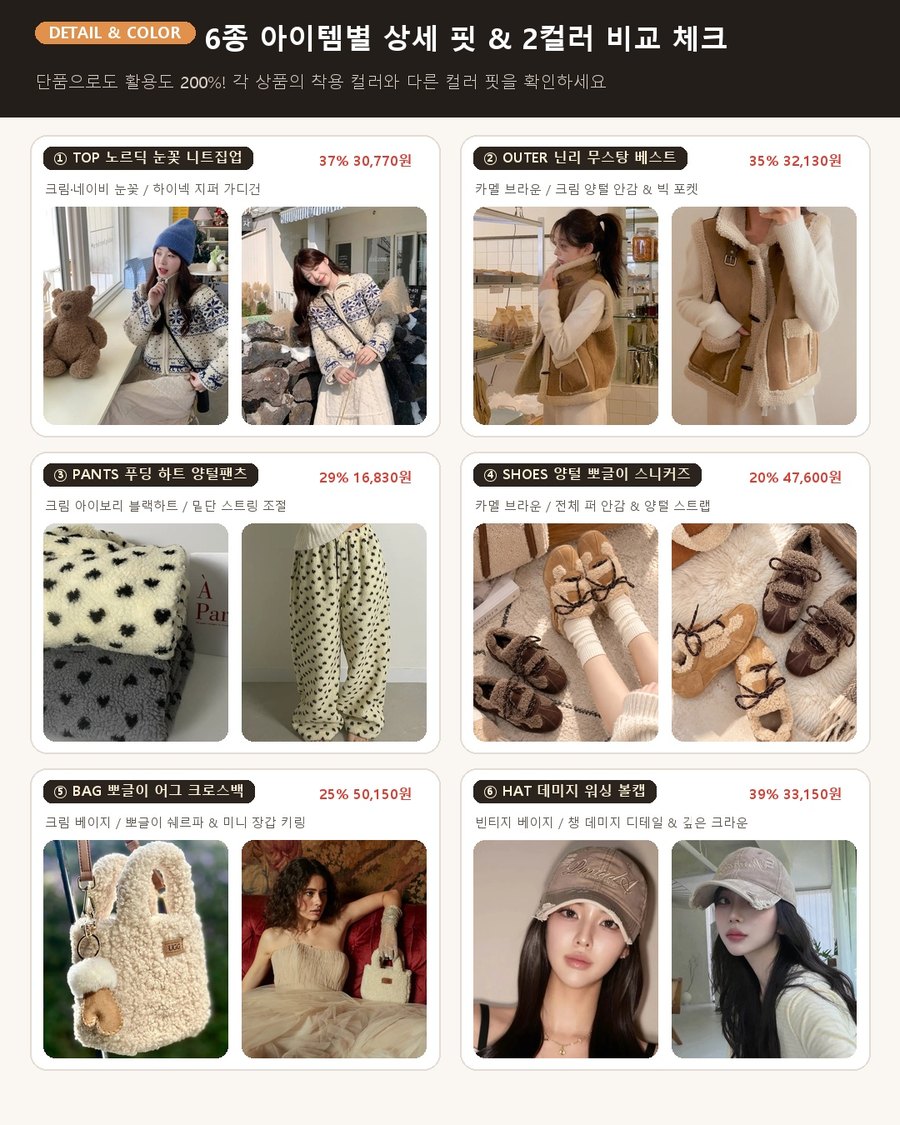 DETAIL & COLOR 6종 아이템별 상세 핏 & 2컬러 비교 체크
단품으로도 활용도 200%! 각 상품의 착용 컬러와 다른 컬러 핏을 확인하세요
① TOP 노르딕 눈꽃 니트집업 37% 30,770원
크림·네이비 눈꽃 / 하이넥 지퍼 가디건
② OUTER 닌리 무스탕 베스트 35% 32,130원
카멜 브라운 / 크림 양털 안감 & 빅 포켓
③ PANTS 푸딩 하트 양털팬츠 29% 16,830원
크림 아이보리 블랙하트 / 밑단 스트링 조절
À
Par
④ SHOES 양털 뽀글이 스니커즈 20% 47,600원
카멜 브라운 / 전체 퍼 안감 & 양털 스트랩
⑤ BAG 뽀글이 어그 크로스백 25% 50,150원
크림 베이지 / 뽀글이 쉐르파 & 미니 장갑 키링
UGG
⑥ HAT 데미지 워싱 볼캡 39% 33,150원
빈티지 베이지 / 챙 데미지 디테일 & 깊은 크라운